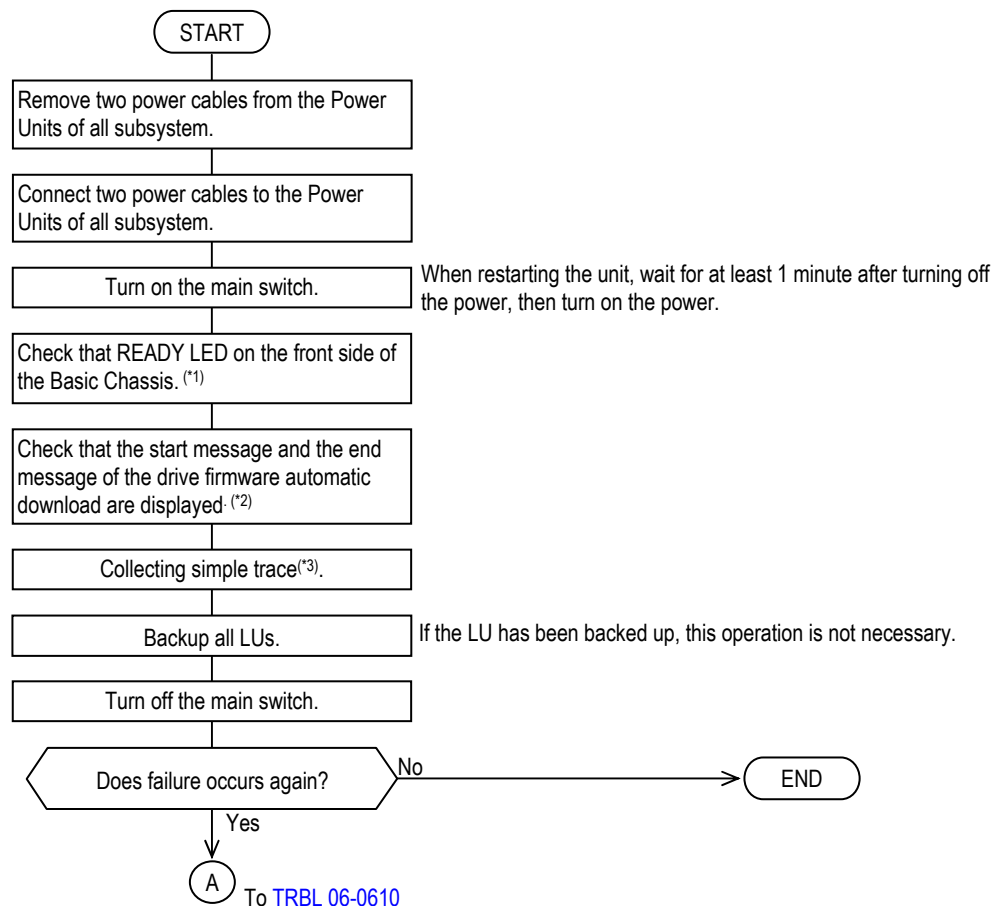 START
Remove two power cables from the Power
Units of all subsystem.
Connect two power cables to the Power
Units of all subsystem.
Turn on the main switch.
When restarting the unit, wait for at least 1 minute after turning off
the power, then turn on the power.
Check that READY LED on the front side of
the Basic Chassis. (*1)
Check that the start message and the end
message of the drive firmware automatic
download are displayed. (*2)
Collecting simple trace(*3).
Backup all LUs.
If the LU has been backed up, this operation is not necessary.
Turn off the main switch.
Does failure occurs again?
No
END
Yes
A
To TRBL 06-0610